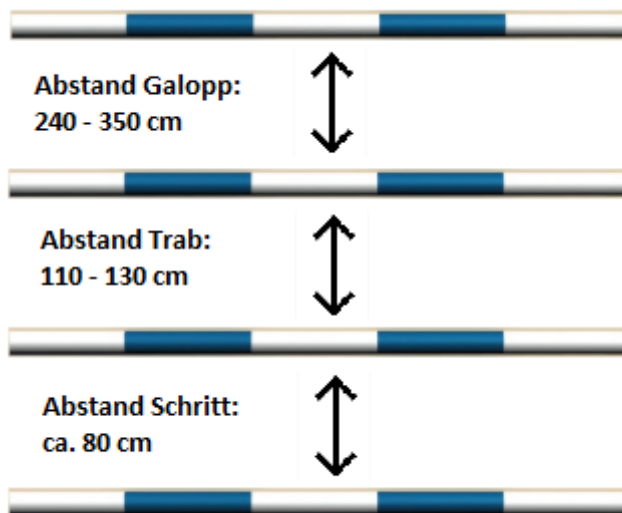 Abstand Galopp:
240 - 350 cm
Abstand Trab:
110 - 130 cm
Abstand Schritt:
ca. 80 cm